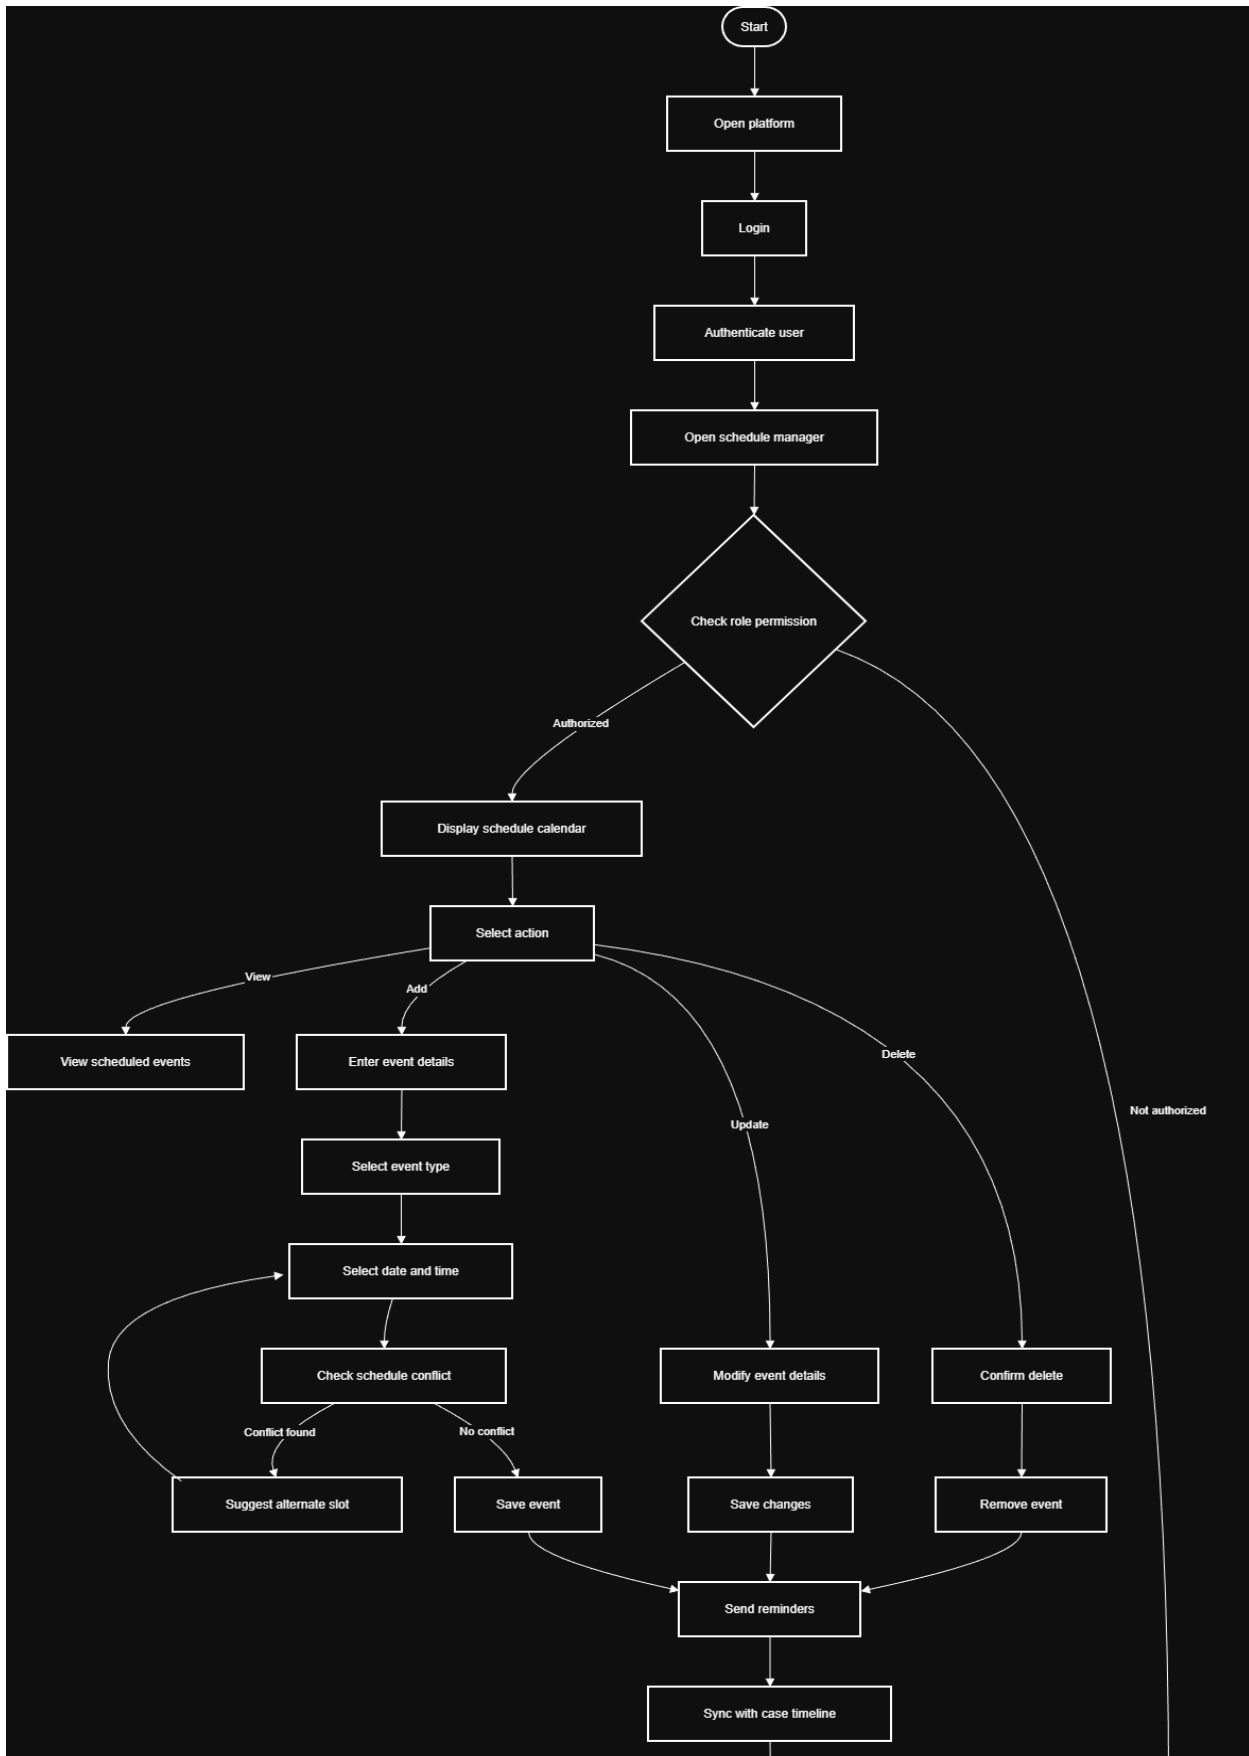 Start
Open platform
Login
Authenticate user
Open schedule manager
Check role permission
Authorized
Display schedule calendar
Select action
View
Add
Delete
View scheduled events
Enter event details
Not authorized
Update
Select event type
Select date and time
Check schedule conflict
Modify event details
Confirm delete
Conflict found
No conflict
Suggest alternate slot
Save event
Save changes
Remove event
Send reminders
Sync with case timeline